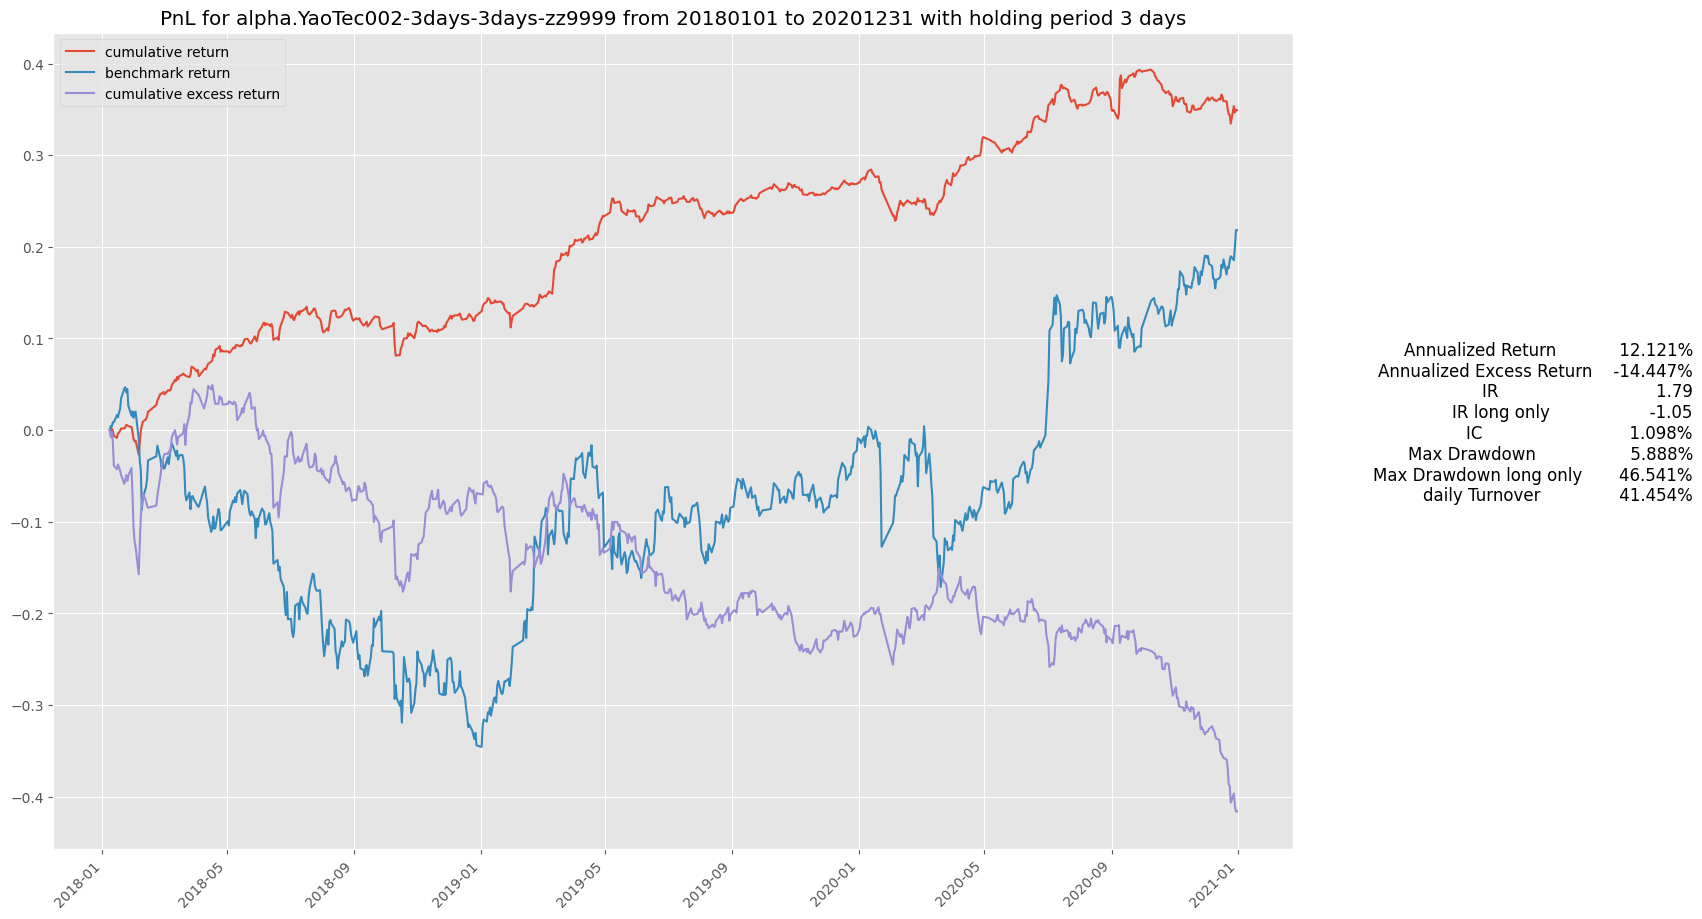 PnL for alpha.YaoTec002-3days-3days-zz9999 from 20180101 to 20201231 with holding period 3 days
cumulative return
benchmark return
cumulative excess return
0.4
0.3
0.2
0.1
0.0
−0.1
−0.2
−0.3
−0.4
2018-01
2018-05
2018-09
2019-01
2019-05
2019-09
2020-01
2020-05
2020-09
2021-01
Annualized Return 12.121%
Annualized Excess Return -14.447%
IR 1.79
IR long only -1.05
IC 1.098%
Max Drawdown 5.888%
Max Drawdown long only 46.541%
daily Turnover 41.454%